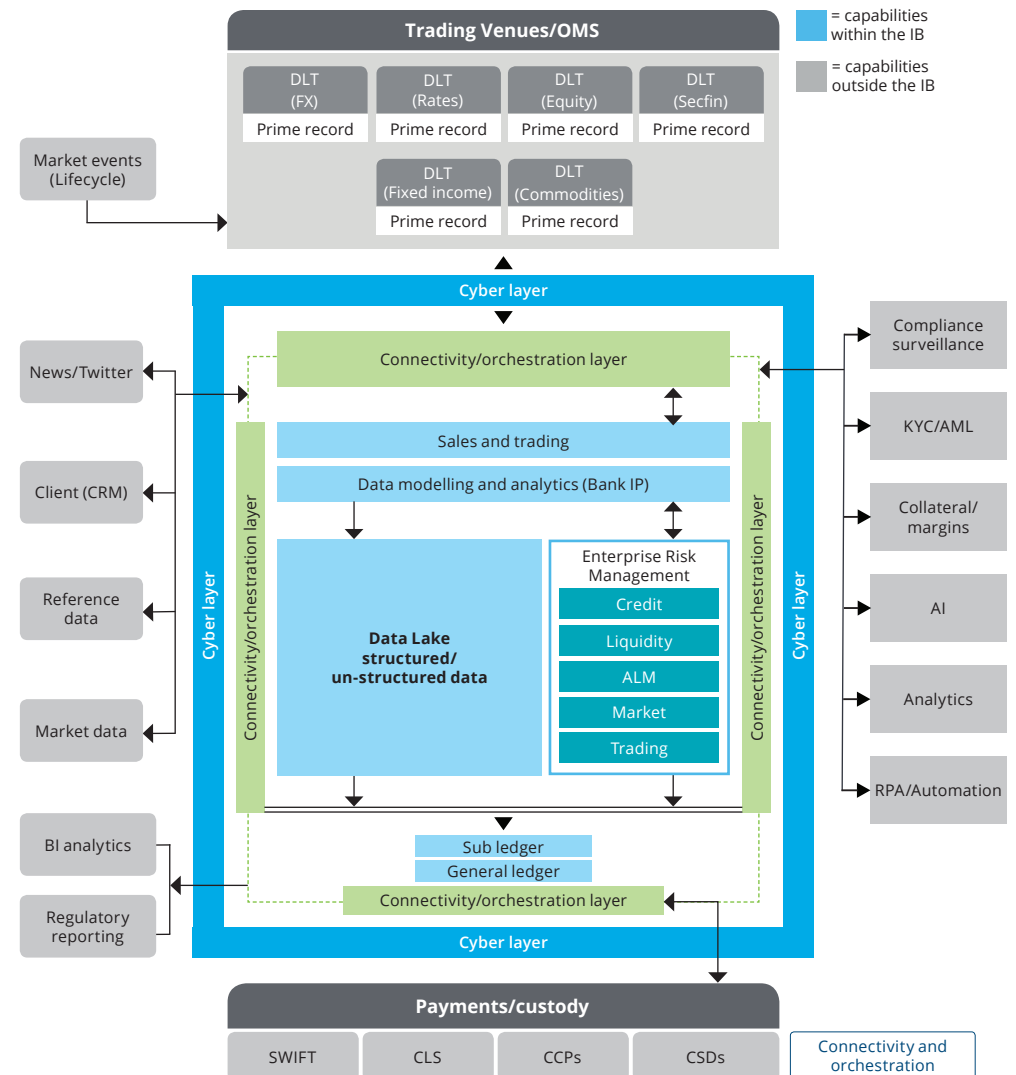 Trading Venues/OMS
= capabilities
within the IB
= capabilities
outside the IB
DLT
(FX)
Prime record
DLT
(Rates)
Prime record
DLT
(Equity)
Prime record
DLT
(Secfin)
Prime record
DLT
(Fixed income)
Prime record
DLT
(Commodities)
Prime record
Market events
(Lifecycle)
Cyber layer
Connectivity/orchestration layer
Sales and trading
Data modelling and analytics (Bank IP)
News/Twitter
Client (CRM)
Reference
data
Market data
BI analytics
Regulatory
reporting
Cyber layer
Connectivity/orchestration layer
Data Lake
structured/
un-structured data
Enterprise Risk
Management
Credit
Liquidity
ALM
Market
Trading
Connectivity/orchestration layer
Cyber layer
Compliance
surveillance
KYC/AML
Collateral/
margins
AI
Analytics
RPA/Automation
Sub ledger
General ledger
Connectivity/orchestration layer
Cyber layer
Payments/custody
SWIFT
CLS
CCPs
CSDs
Connectivity and
orchestration